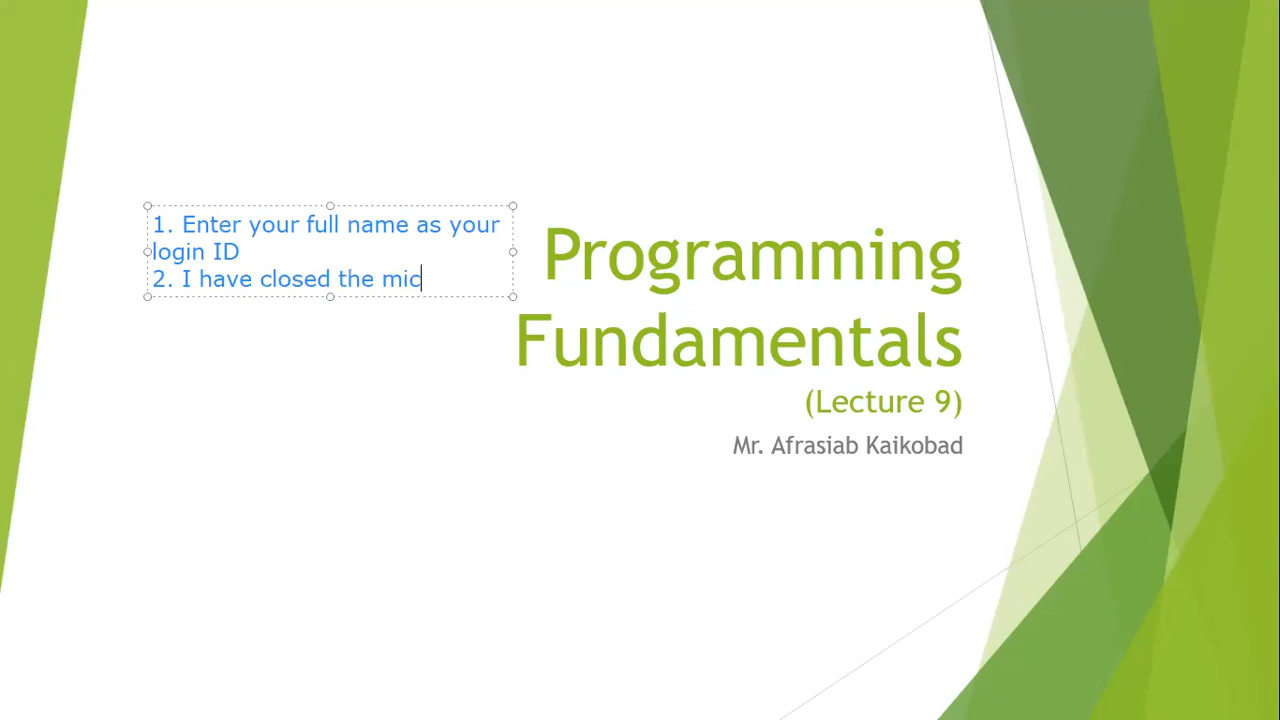 1. Enter your full name as your
login ID
2. I have closed the mic
Programming
Fundamentals
(Lecture 9)
Mr. Afrasiab Kaikobad